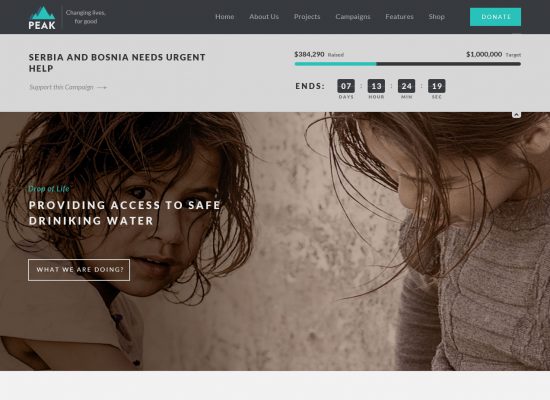 PEAK
Changing lives,
for good
Home About Us Projects Campaigns Features Shop
DONATE
SERBIA AND BOSNIA NEEDS URGENT
HELP
Support this Campaign
$384,290 Raised
$1,000,000 Target
ENDS: 07 : 13 : 24 : 19
DAYS HOUR MIN SEC
Drop of Life
PROVIDING ACCESS TO SAFE
DRINIKING WATER
WHAT WE ARE DOING?